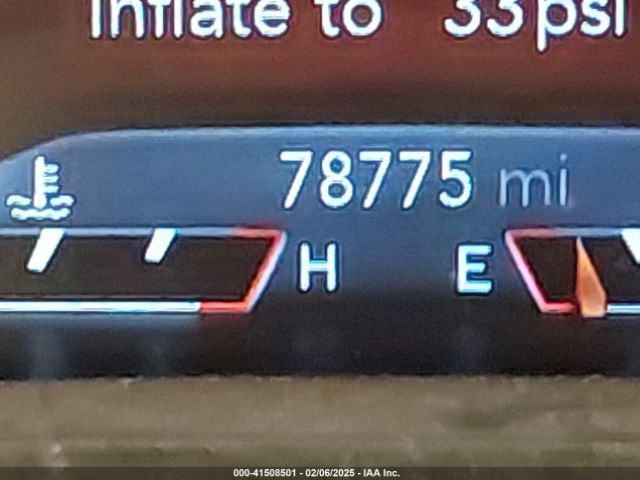 Inflate to 33psi
78775 mi
H E
000-41508501 - 02/06/2025 - IAA Inc.